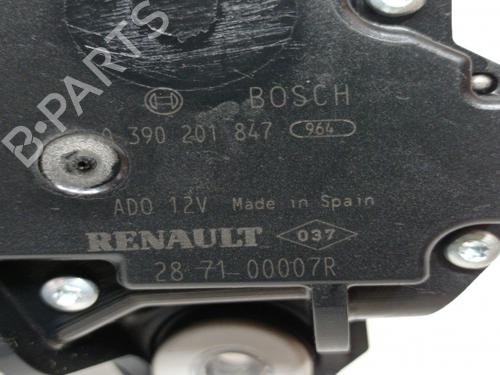 BOSCH
0 390 201 847 964
ADO 12V Made in Spain
RENAULT 037
28 71 00007R
B-PARTS